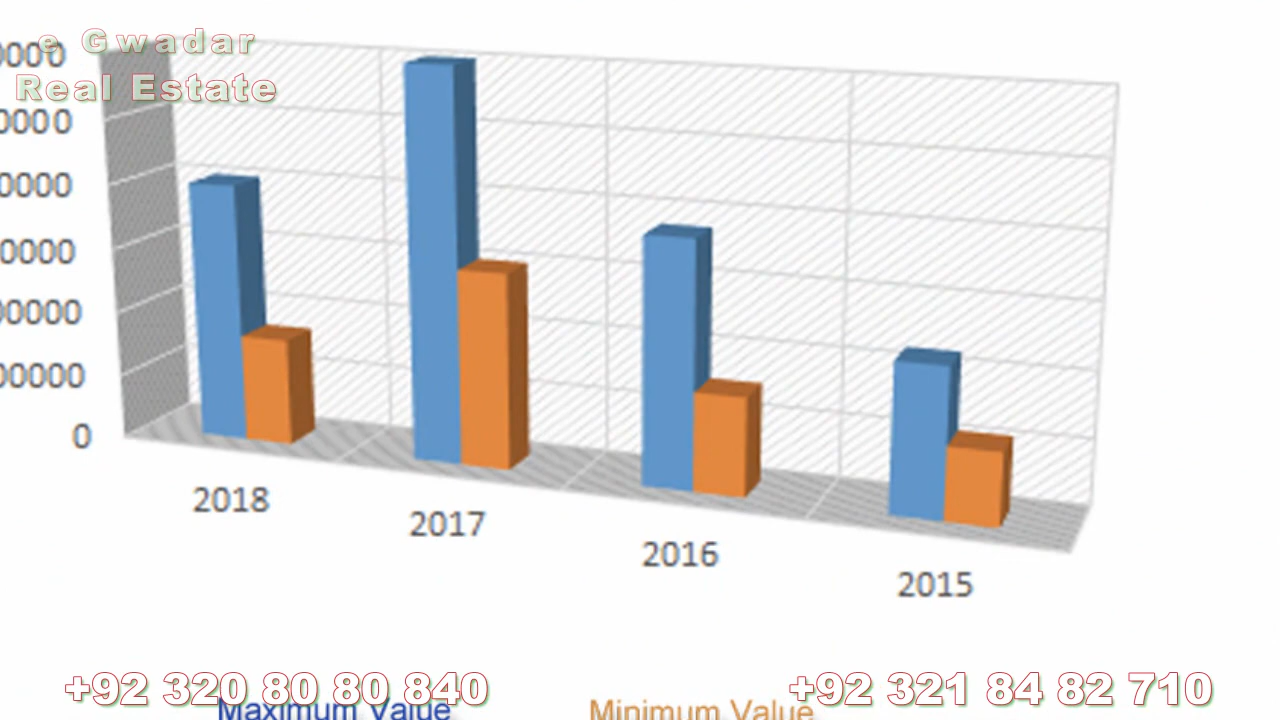 e Gwadar
Real Estate
0
2018
2017
2016
2015
+92 320 80 80 840
+92 321 84 82 710
Maximum Value
Minimum Value